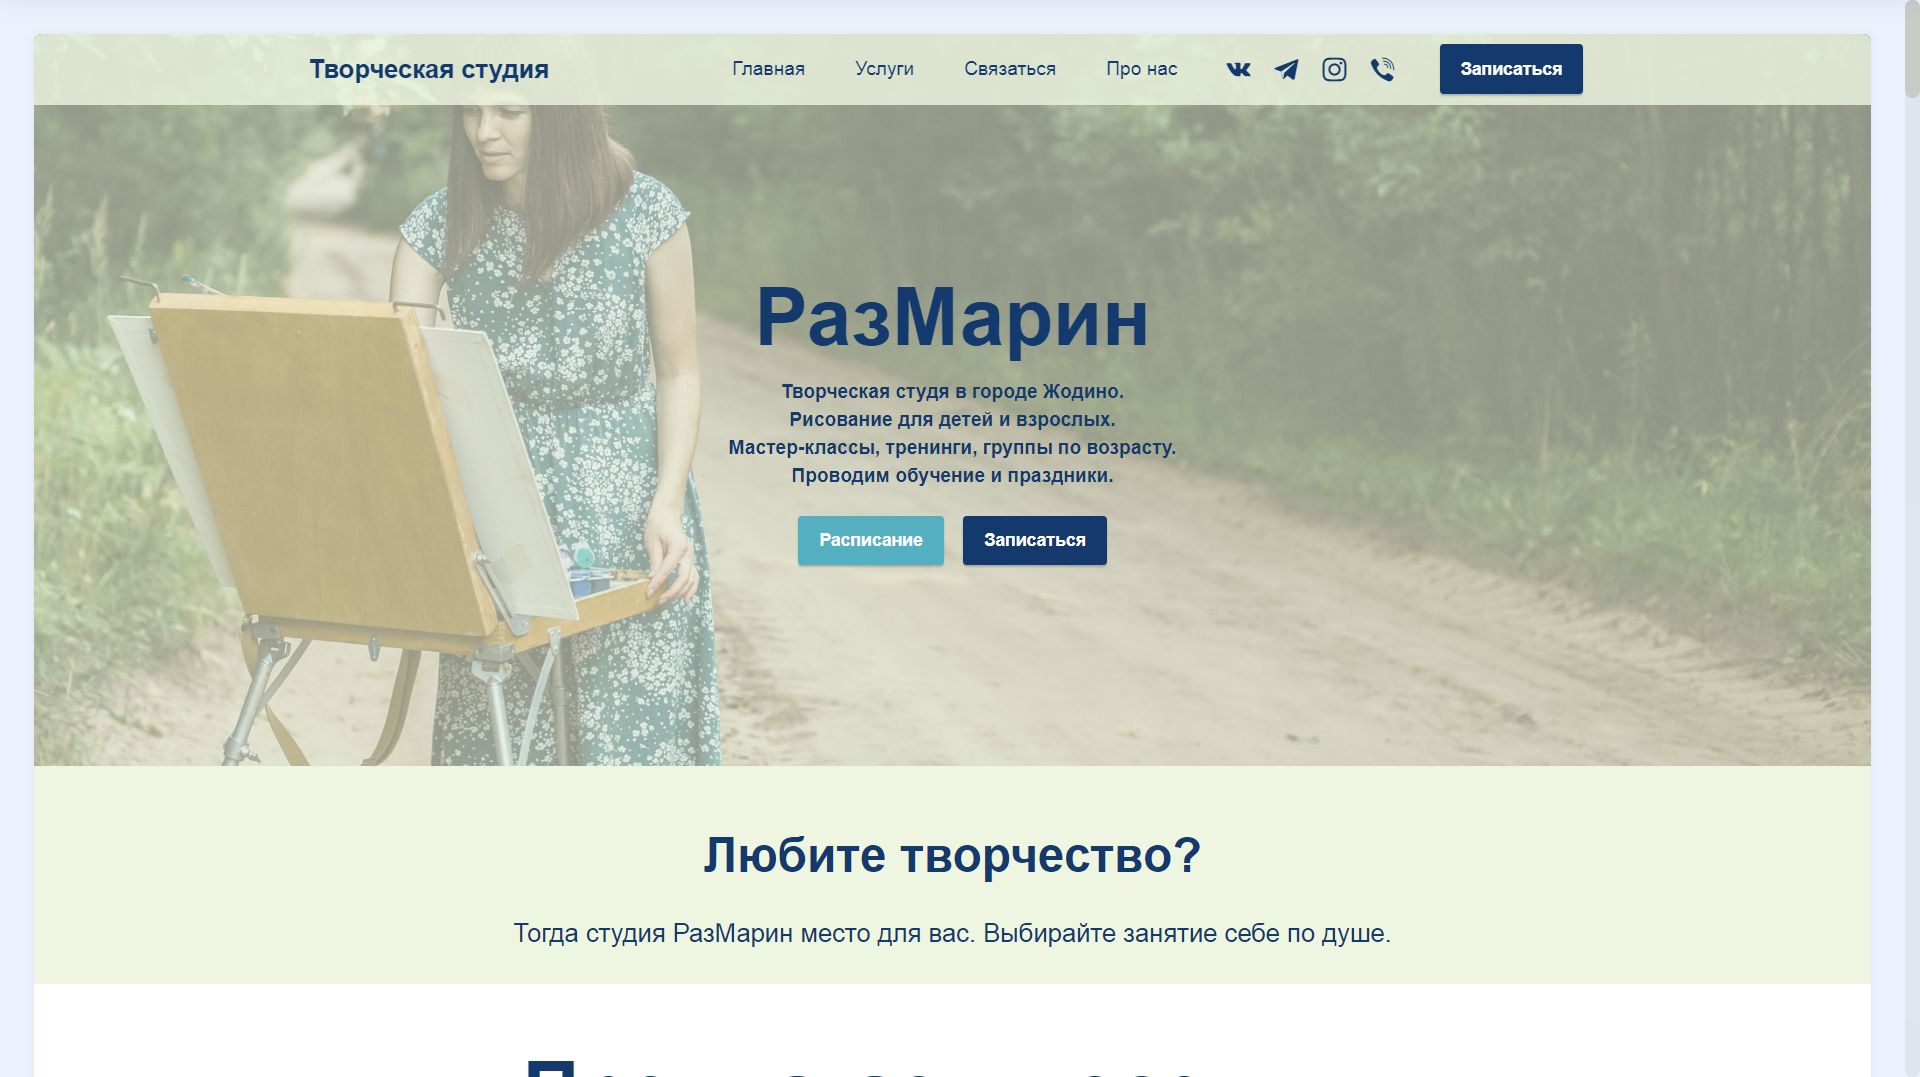 Творческая студия
Главная
Услуги
Связаться
Про нас
Записаться
РазМарин
Творческая студя в городе Жодино.
Рисование для детей и взрослых.
Мастер-классы, тренинги, группы по возрасту.
Проводим обучение и праздники.
Расписание
Записаться
Любите творчество?
Тогда студия РазМарин место для вас. Выбирайте занятие себе по душе.